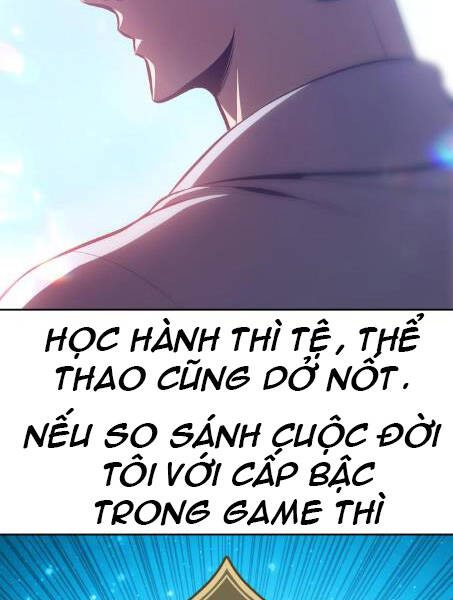 HỌC HÀNH THÌ TỆ, THỂ
THAO CŨNG DỞ NỐT.
NẾU SO SÁNH CUỘC ĐỜI
TÔI VỚI CẤP BẬC
TRONG GAME THÌ